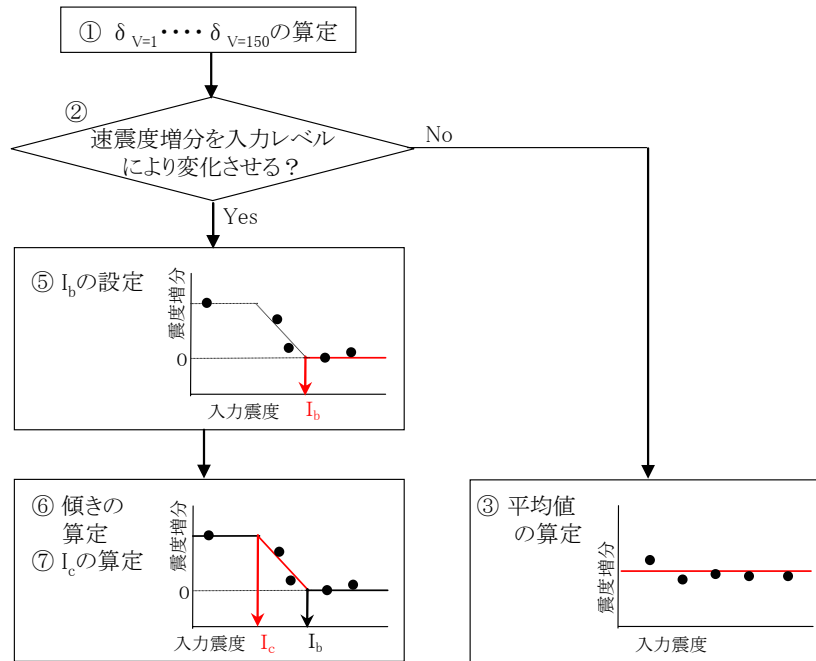 ① δ V=1････ δ V=150の算定
②
速震度増分を入力レベル
により変化させる？
No
Yes
⑤ Ibの設定
震度増分
0
入力震度
Ib
⑥ 傾きの
算定
⑦ Icの算定
震度増分
0
入力震度
Ic
Ib
③ 平均値
の算定
震度増分
入力震度